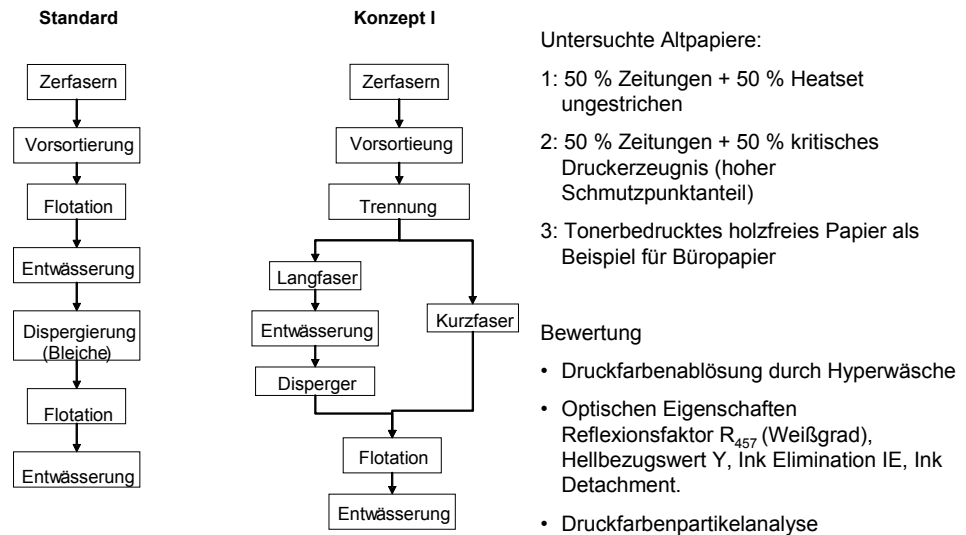 Standard
Zerfasern
Vorsortierung
Flotation
Entwässerung
Dispergierung
(Bleiche)
Flotation
Entwässerung
Konzept I
Zerfasern
Vorsortieung
Trennung
Langfaser
Entwässerung
Disperger
Kurzfaser
Flotation
Entwässerung
Untersuchte Altpapiere:
1: 50 % Zeitungen + 50 % Heatset
ungestrichen
2: 50 % Zeitungen + 50 % kritisches
Druckerzeugnis (hoher
Schmutzpunktanteil)
3: Tonerbedrucktes holzfreies Papier als
Beispiel für Büropapier
Bewertung
• Druckfarbenablösung durch Hyperwäsche
• Optischen Eigenschaften
Reflexionsfaktor R457 (Weißgrad),
Hellbezugswert Y, Ink Elimination IE, Ink
Detachment.
• Druckfarbenpartikelanalyse